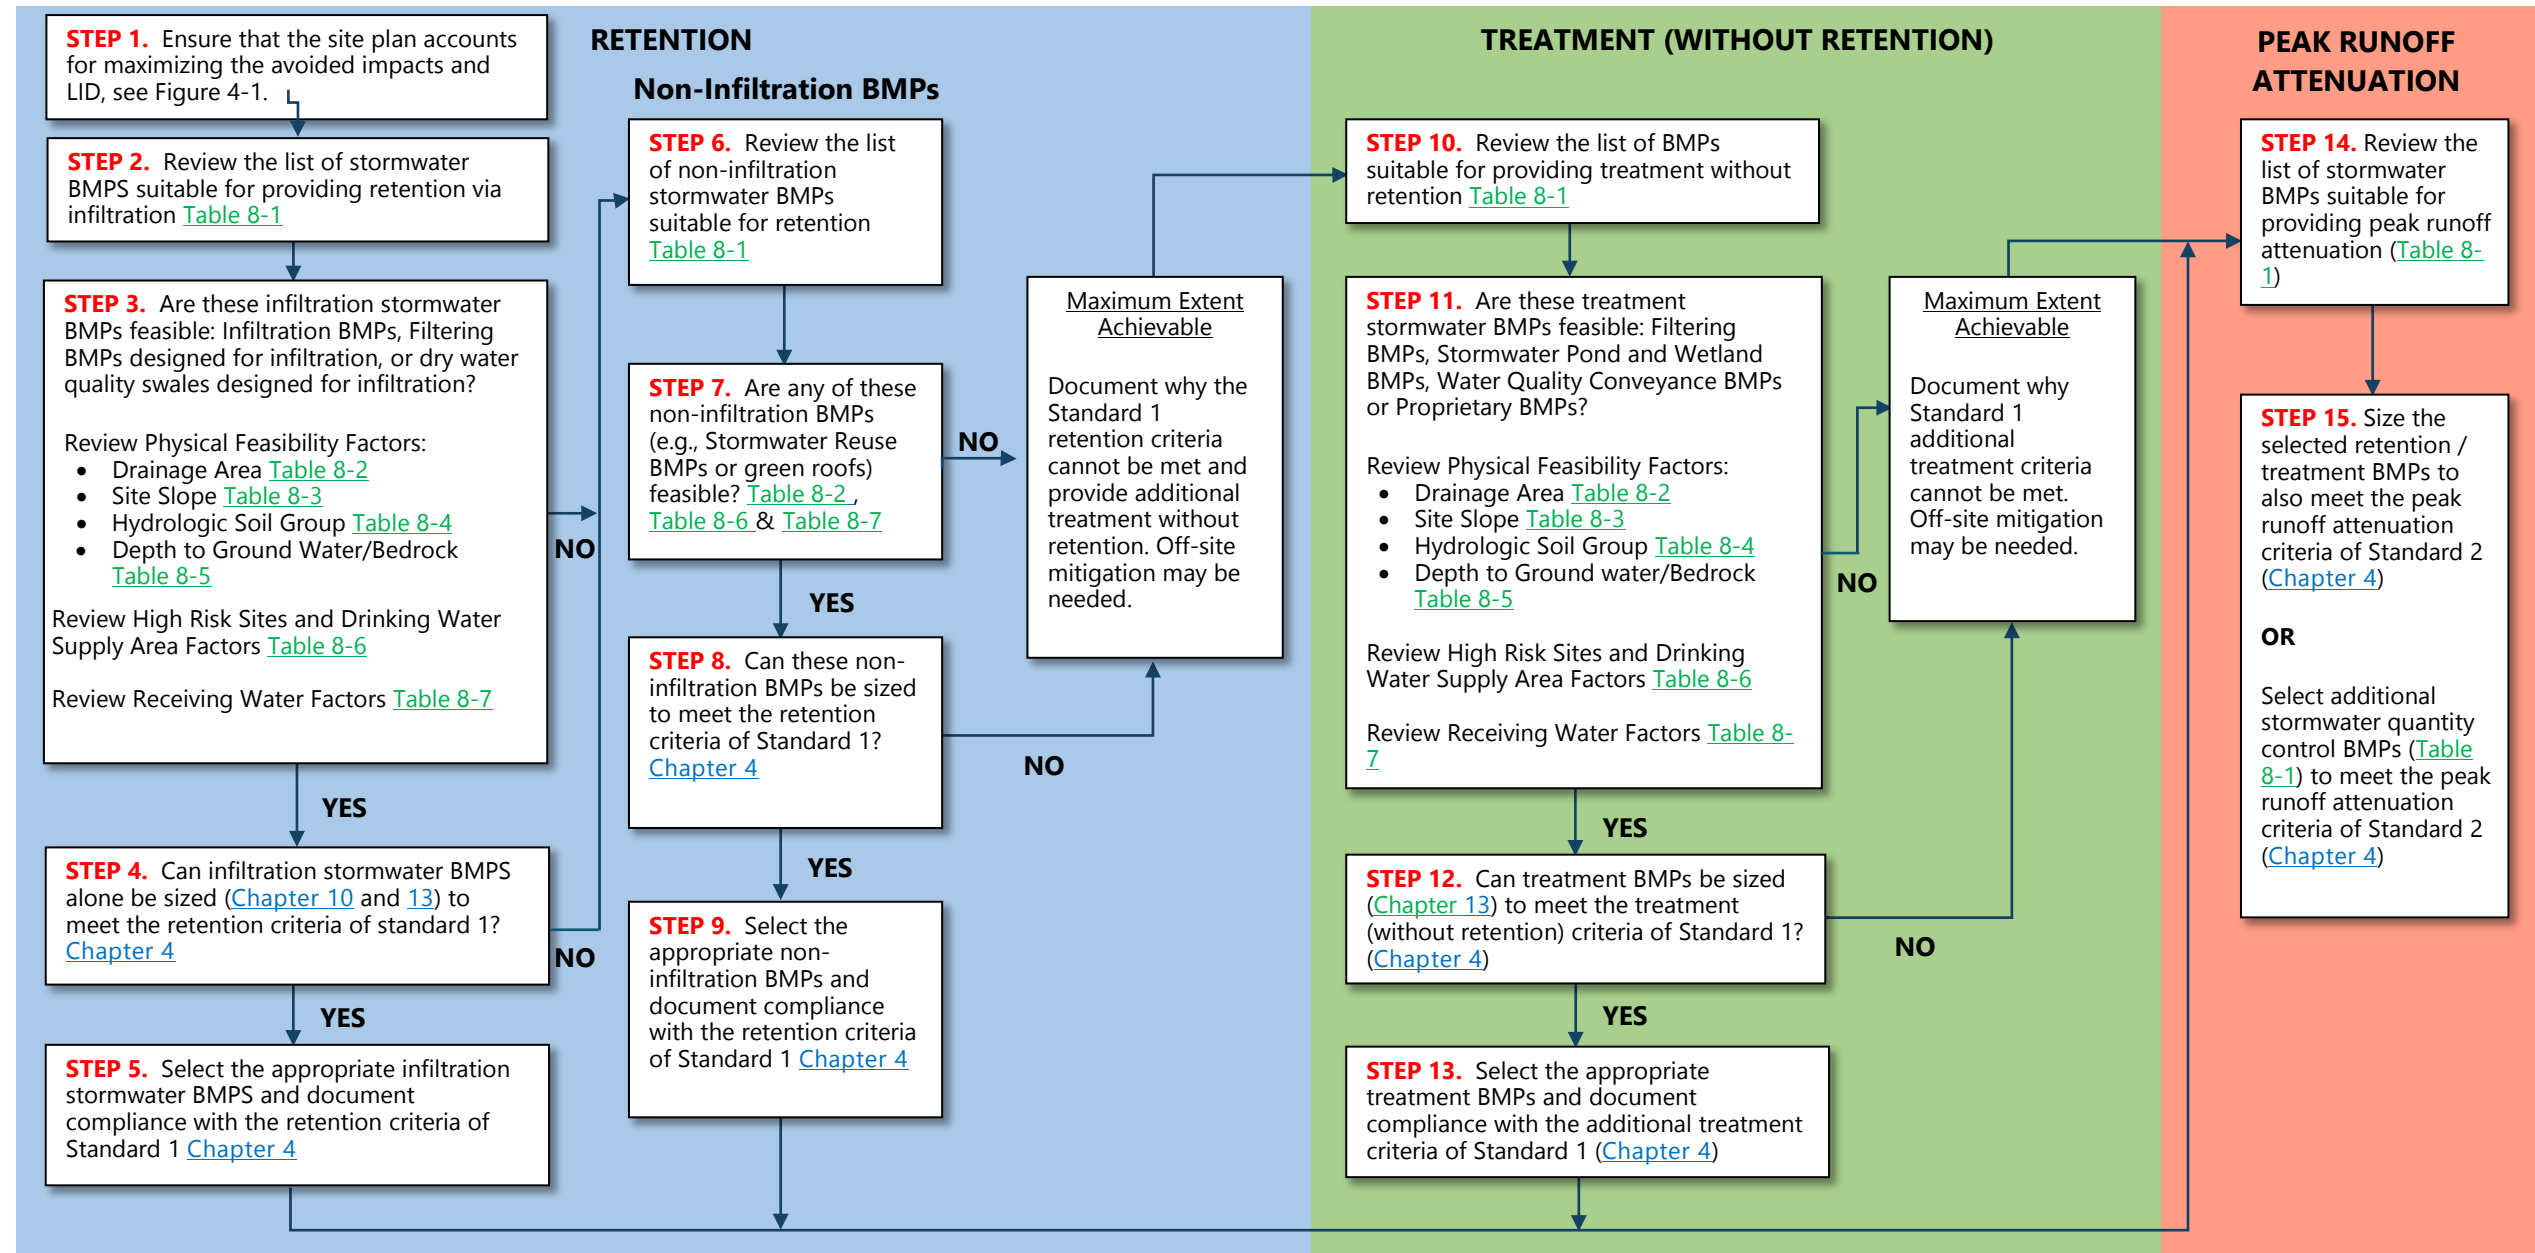 RETENTION
STEP 1. Ensure that the site plan accounts
for maximizing the avoided impacts and
LID, see Figure 4-1.
STEP 2. Review the list of stormwater
BMPS suitable for providing retention via
infiltration Table 8-1
STEP 3. Are these infiltration stormwater
BMPs feasible: Infiltration BMPs, Filtering
BMPs designed for infiltration, or dry water
quality swales designed for infiltration?
Review Physical Feasibility Factors:
• Drainage Area Table 8-2
• Site Slope Table 8-3
• Hydrologic Soil Group Table 8-4
• Depth to Ground Water/Bedrock
Table 8-5
Review High Risk Sites and Drinking Water
Supply Area Factors Table 8-6
Review Receiving Water Factors Table 8-7
NO
YES
STEP 4. Can infiltration stormwater BMPS
alone be sized (Chapter 10 and 13) to
meet the retention criteria of standard 1?
Chapter 4
NO
YES
STEP 5. Select the appropriate infiltration
stormwater BMPS and document
compliance with the retention criteria of
Standard 1 Chapter 4
Non-Infiltration BMPs
STEP 6. Review the list
of non-infiltration
stormwater BMPs
suitable for retention
Table 8-1
STEP 7. Are any of these
non-infiltration BMPs
(e.g., Stormwater Reuse
BMPs or green roofs)
feasible? Table 8-2 ,
Table 8-6 & Table 8-7
NO
YES
STEP 8. Can these non-
infiltration BMPs be sized
to meet the retention
criteria of Standard 1?
Chapter 4
NO
YES
STEP 9. Select the
appropriate non-
infiltration BMPs and
document compliance
with the retention criteria
of Standard 1 Chapter 4
Maximum Extent
Achievable
Document why the
Standard 1
retention criteria
cannot be met and
provide additional
treatment without
retention. Off-site
mitigation may be
needed.
TREATMENT (WITHOUT RETENTION)
STEP 10. Review the list of BMPs
suitable for providing treatment without
retention Table 8-1
STEP 11. Are these treatment
stormwater BMPs feasible: Filtering
BMPs, Stormwater Pond and Wetland
BMPs, Water Quality Conveyance BMPs
or Proprietary BMPs?
Review Physical Feasibility Factors:
• Drainage Area Table 8-2
• Site Slope Table 8-3
• Hydrologic Soil Group Table 8-4
• Depth to Ground water/Bedrock
Table 8-5
Review High Risk Sites and Drinking
Water Supply Area Factors Table 8-6
Review Receiving Water Factors Table 8-
7
NO
YES
STEP 12. Can treatment BMPs be sized
(Chapter 13) to meet the treatment
(without retention) criteria of Standard 1?
(Chapter 4)
NO
YES
STEP 13. Select the appropriate
treatment BMPs and document
compliance with the additional treatment
criteria of Standard 1 (Chapter 4)
Maximum Extent
Achievable
Document why
Standard 1
additional
treatment criteria
cannot be met.
Off-site mitigation
may be needed.
PEAK RUNOFF
ATTENUATION
STEP 14. Review the
list of stormwater
BMPs suitable for
providing peak runoff
attenuation (Table 8-
1)
STEP 15. Size the
selected retention /
treatment BMPs to
also meet the peak
runoff attenuation
criteria of Standard 2
(Chapter 4)
OR
Select additional
stormwater quantity
control BMPs (Table
8-1) to meet the peak
runoff attenuation
criteria of Standard 2
(Chapter 4)